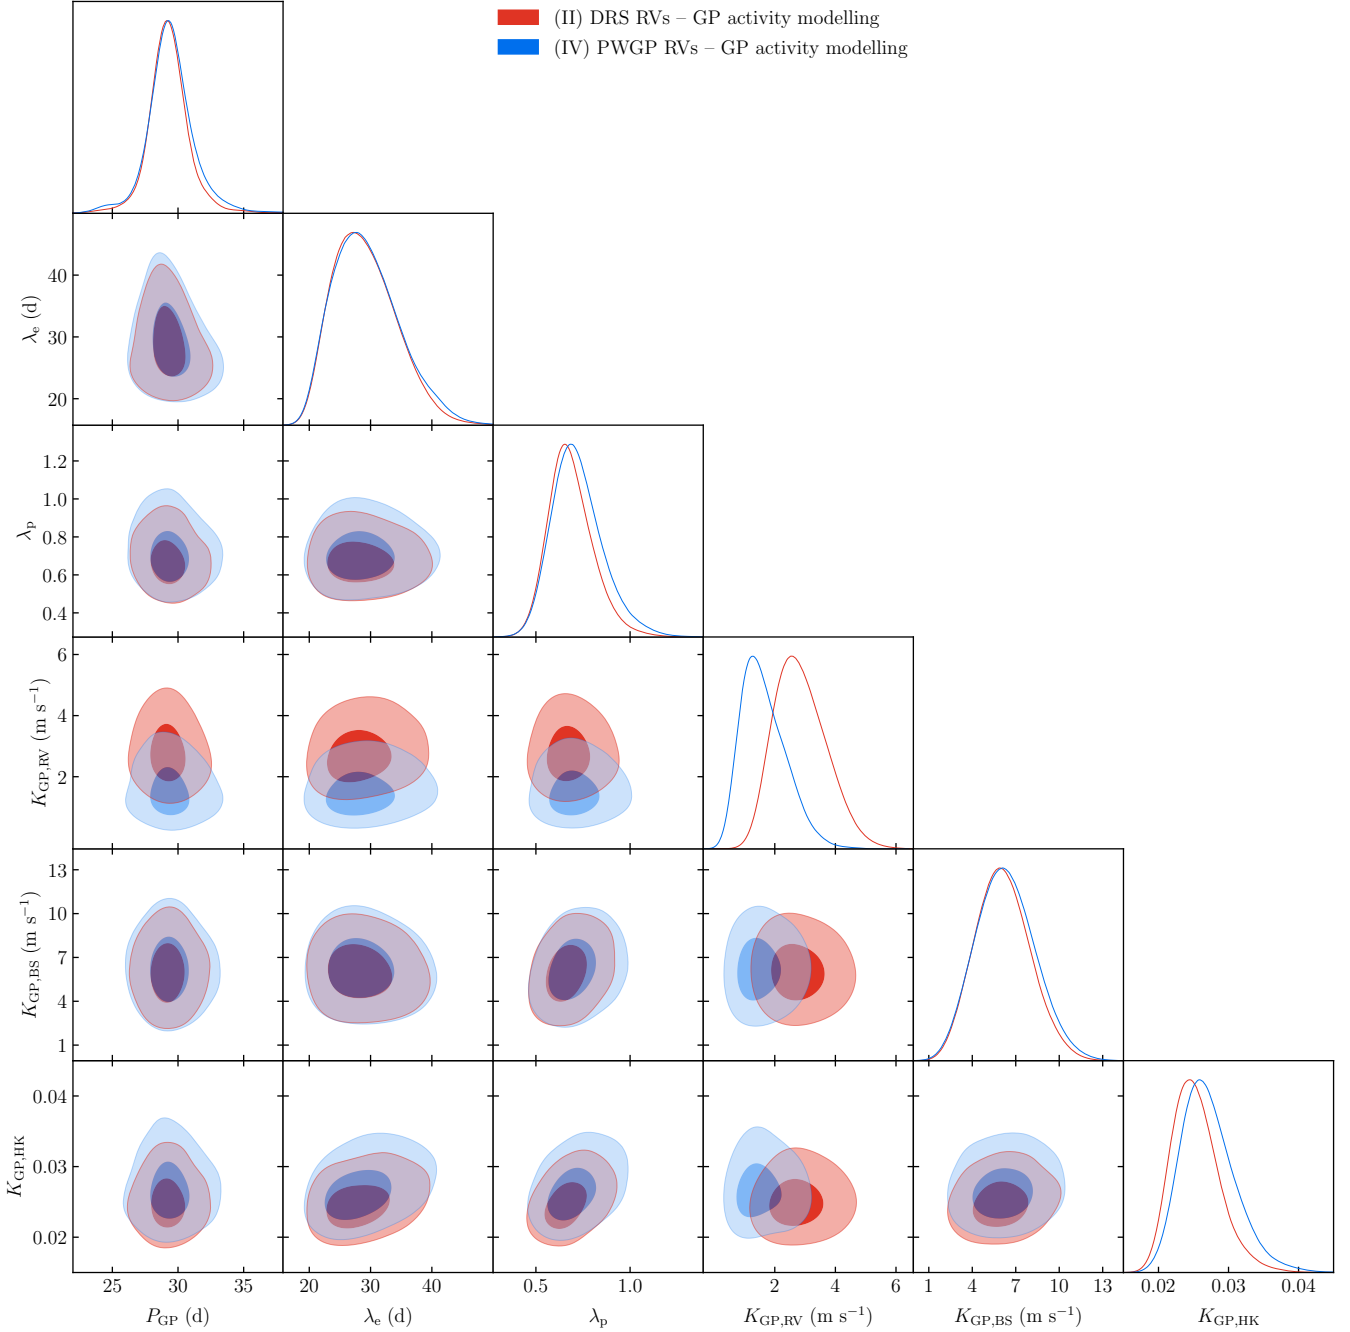 (II) DRS RVs – GP activity modelling
(IV) PWGP RVs – GP activity modelling
λe (d)
40
30
20
λp
1.2
1.0
0.8
0.6
0.4
KGP,RV (m s−1)
6
4
2
KGP,BS (m s−1)
13
10
7
4
1
KGP,HK
0.04
0.03
0.02
25 30 35
20 30 40
0.5 1.0
2 4 6
1 4 7 10 13
0.02 0.03 0.04
PGP (d)
λe (d)
λp
KGP,RV (m s−1)
KGP,BS (m s−1)
KGP,HK